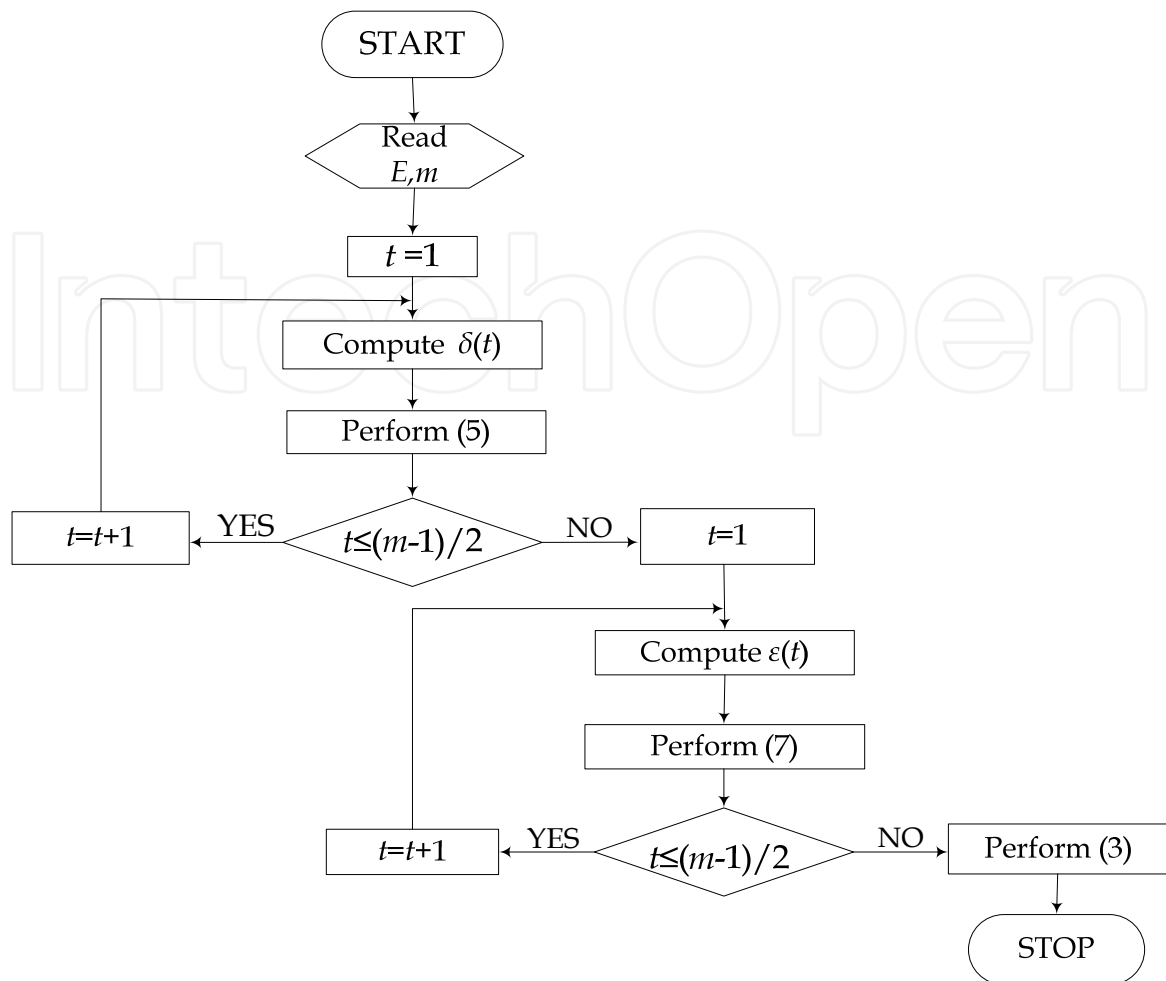 START
Read
E,m
t =1
IntechOpen
Compute δ(t)
Perform (5)
t=t+1
YES
t≤(m-1)/2
NO
t=1
Compute ε(t)
Perform (7)
t=t+1
YES
t≤(m-1)/2
NO
Perform (3)
STOP